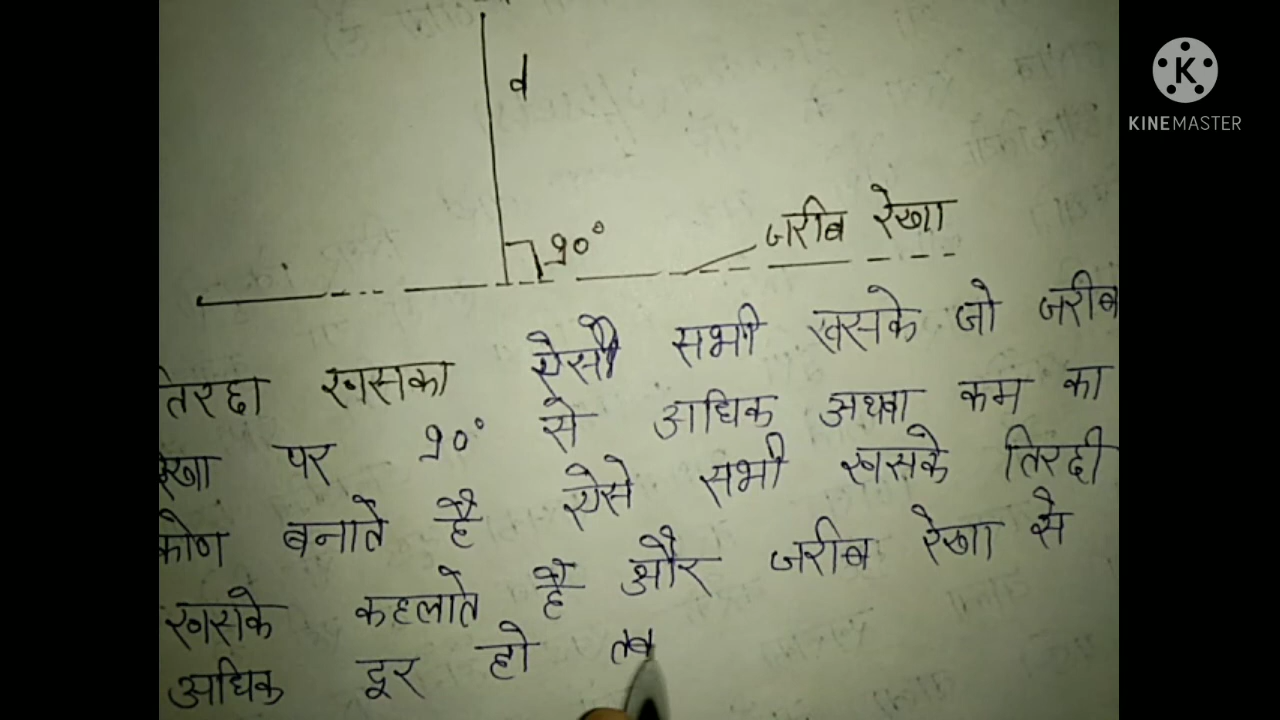 व
90°
जरीब रेखा
तिरछा खसका ऐसी सभी खसके जो जरीब
रेखा पर 90° से अधिक अथवा कम का
कोण बनाते है ऐसे सभी खसके तिरछी
खसके कहलाते है और जरीब रेखा से
अधिक दूर हो तब
K
KINEMASTER